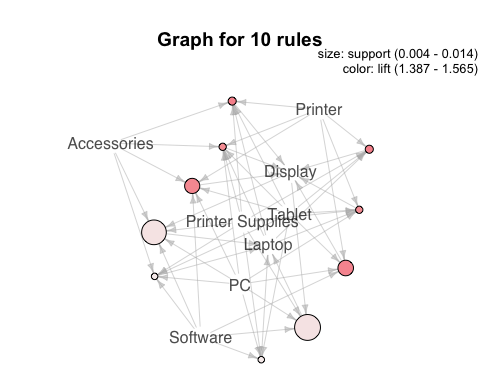 Graph for 10 rules
size: support (0.004 - 0.014)
color: lift (1.387 - 1.565)
Printer
Accessories
Display
Tablet
Printer Supplies
Laptop
PC
Software